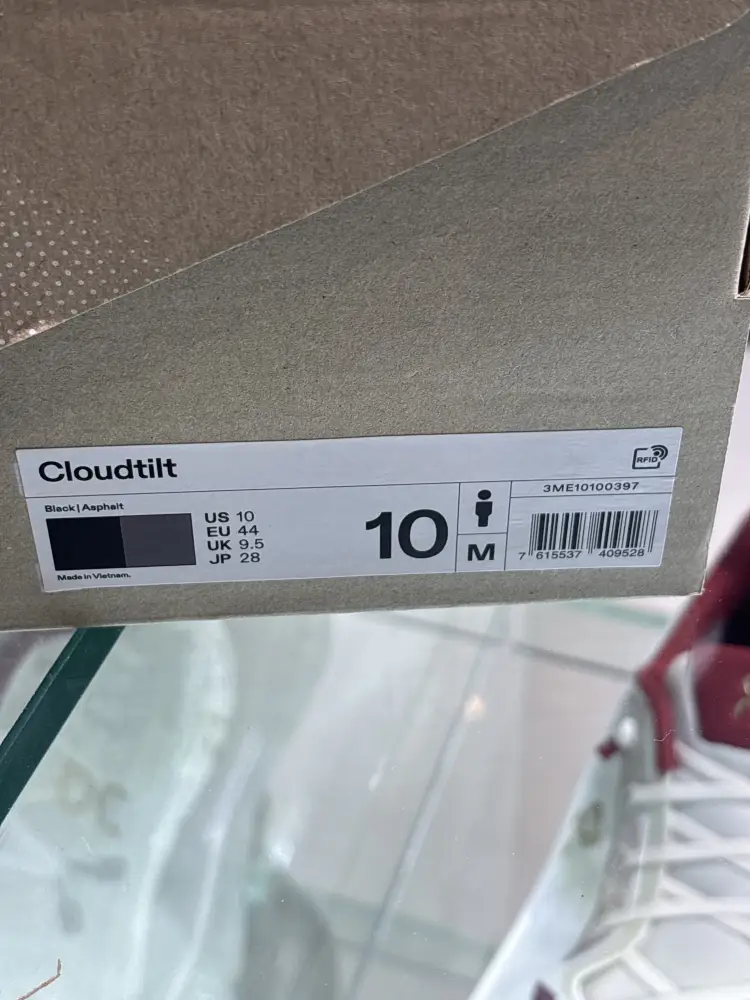 Cloudtilt
RFID
Black|Asphalt
US 10
EU 44
UK 9.5
JP 28
10
M
3ME10100397
7 615537 409528
Made in Vietnam.